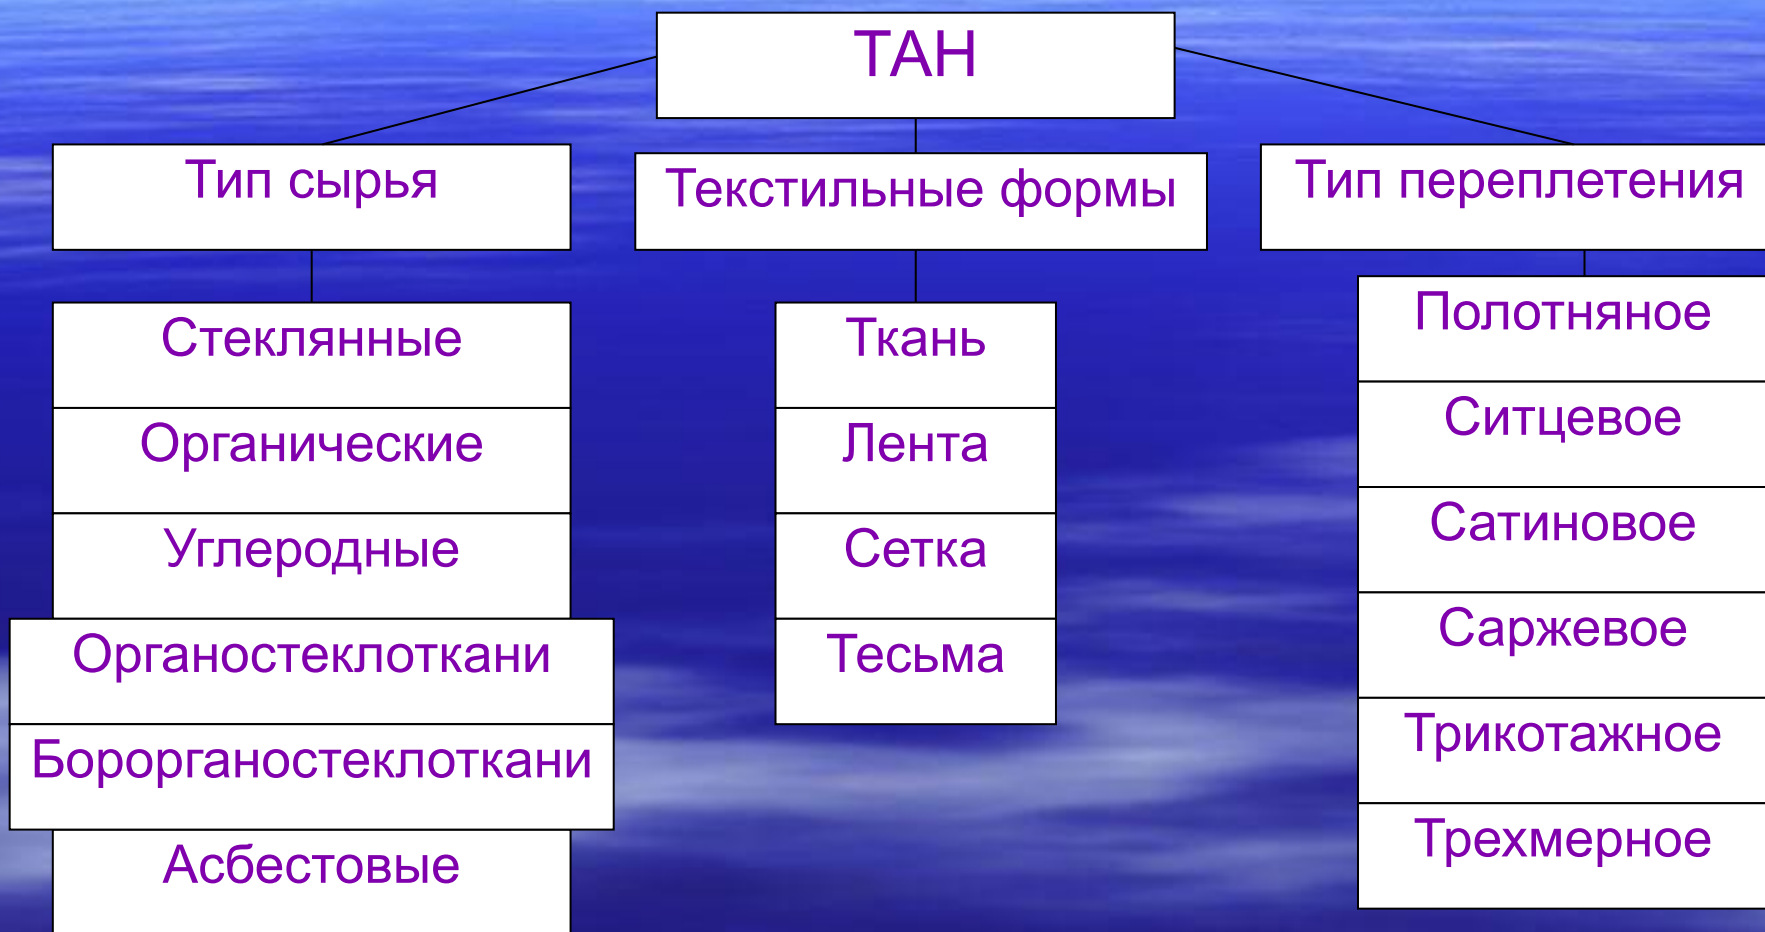 ТАН
Тип сырья
Текстильные формы
Тип переплетения
Стеклянные
Органические
Углеродные
Органостеклоткани
Борорганостеклоткани
Асбестовые
Ткань
Лента
Сетка
Тесьма
Полотняное
Ситцевое
Сатиновое
Саржевое
Трикотажное
Трехмерное